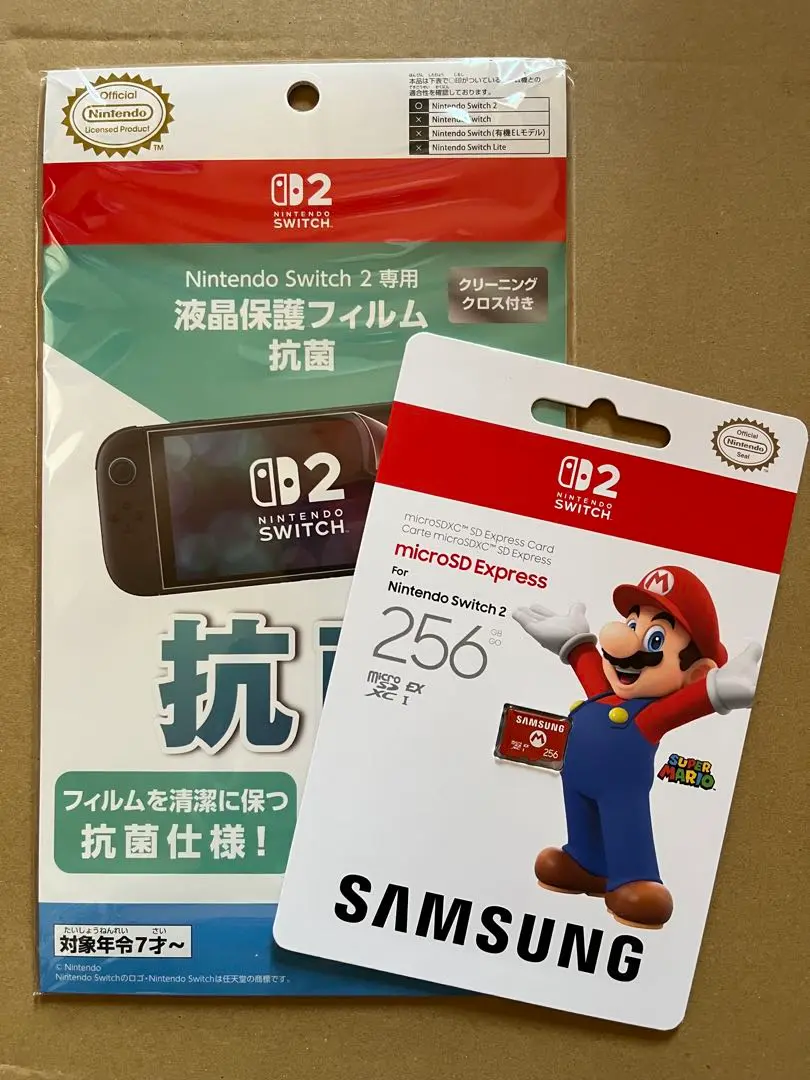 Official
Nintendo
Licensed Product
TM
本品は下表で○印がついている
適合性を確認しております。
○ Nintendo Switch 2
× Nintendo Switch
× Nintendo Switch(有機ELモデル)
× Nintendo Switch Lite
2
NINTENDO
SWITCH
Nintendo Switch 2 専用
液晶保護フィルム
抗菌
クリーニング
クロス付き
2
NINTENDO
SWITCH
抗
フィルムを清潔に保つ
抗菌仕様!
たいしょうねんれい さい
対象年令7才~
© Nintendo
Nintendo Switchのロゴ・Nintendo Switchは任天堂の商標です。
Official
Nintendo
Seal
2
NINTENDO
SWITCH
microSDXC™ SD Express Card
Carte microSDXC™ SD Express
microSD Express
For
Nintendo Switch 2
256
GB
GO
micro
SD EX
XC I
M
SAMSUNG
M
256
SUPER
MARIO
SAMSUNG